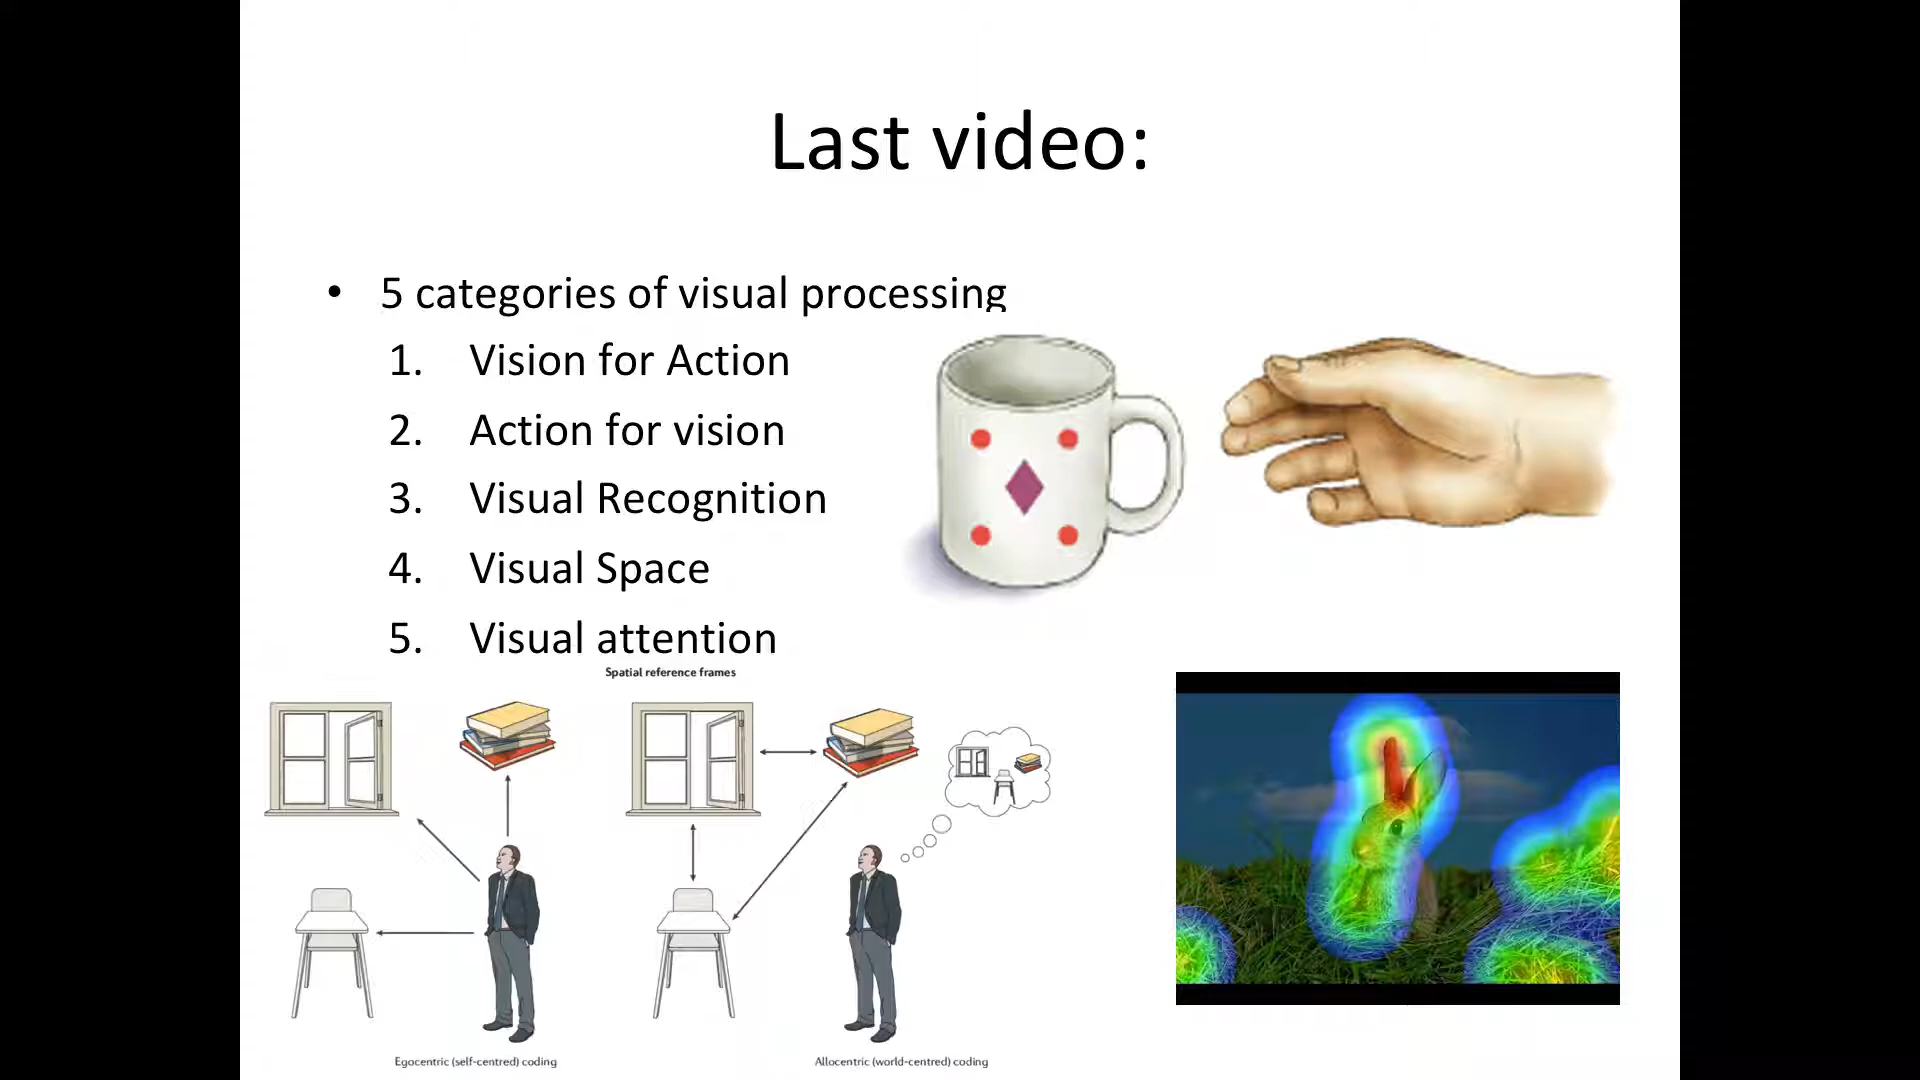 Last video:
• 5 categories of visual processing
1. Vision for Action
2. Action for vision
3. Visual Recognition
4. Visual Space
5. Visual attention
Spatial reference frames
Egocentric (self-centred) coding
Allocentric (world-centred) coding